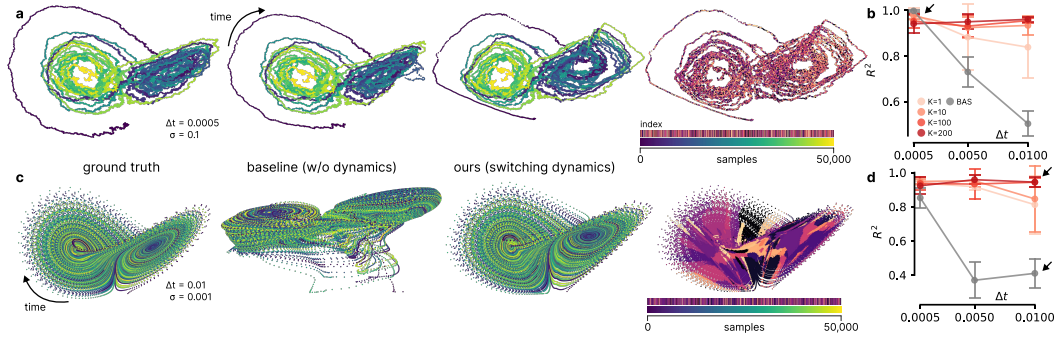 a
time
Δt = 0.0005
σ = 0.1
index
0
50,000
samples
b
1.0
0.8
0.6
R²
K=1
BAS
K=10
K=100
K=200
Δt
0.0005
0.0050
0.0100
ground truth
baseline (w/o dynamics)
ours (switching dynamics)
c
time
Δt = 0.01
σ = 0.001
0
50,000
samples
d
1.0
0.8
0.6
0.4
R²
Δt
0.0005
0.0050
0.0100